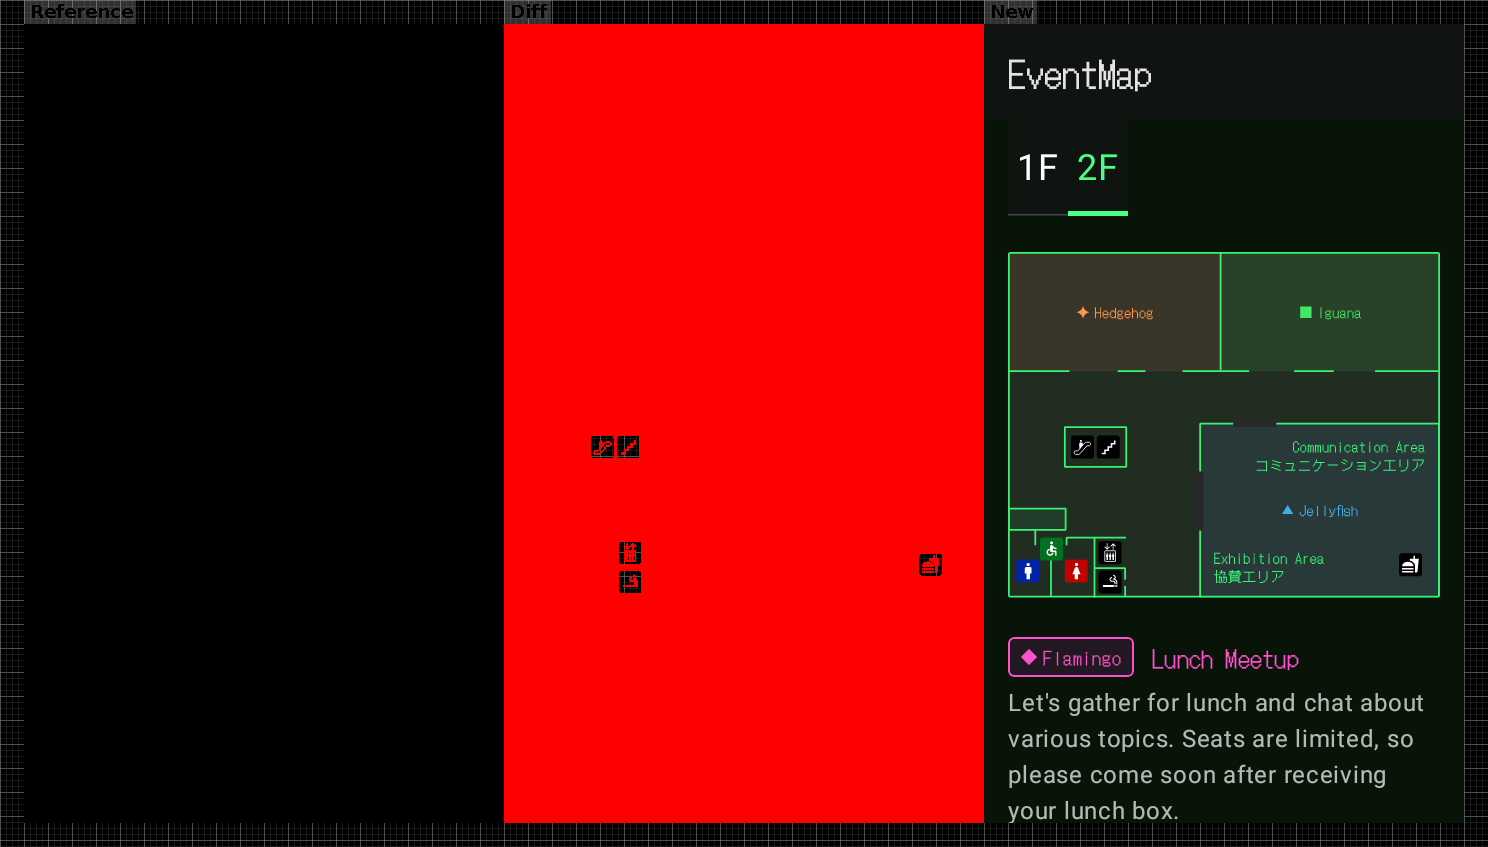 Reference
Diff
New
EventMap
1F 2F
Hedgehog
Iguana
Communication Area
コミュニケーションエリア
Jellyfish
Exhibition Area
協賛エリア
Flamingo
Lunch Meetup
Let's gather for lunch and chat about
various topics. Seats are limited, so
please come soon after receiving
your lunch box.